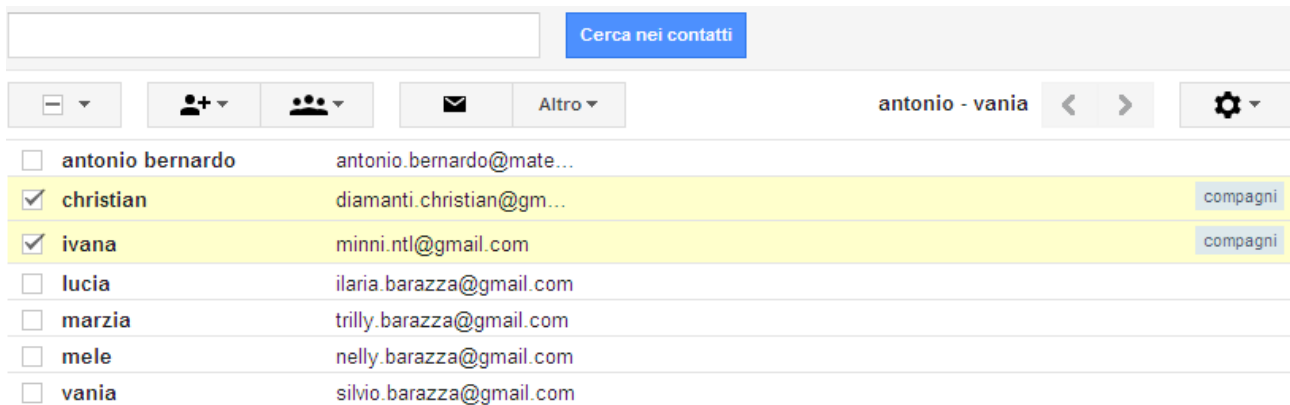 Cerca nei contatti
Altro antonio - vania
antonio bernardo antonio.bernardo@mate...
christian diamanti.christian@gm... compagni
ivana minni.ntl@gmail.com compagni
lucia ilaria.barazza@gmail.com
marzia trilly.barazza@gmail.com
mele nelly.barazza@gmail.com
vania silvio.barazza@gmail.com